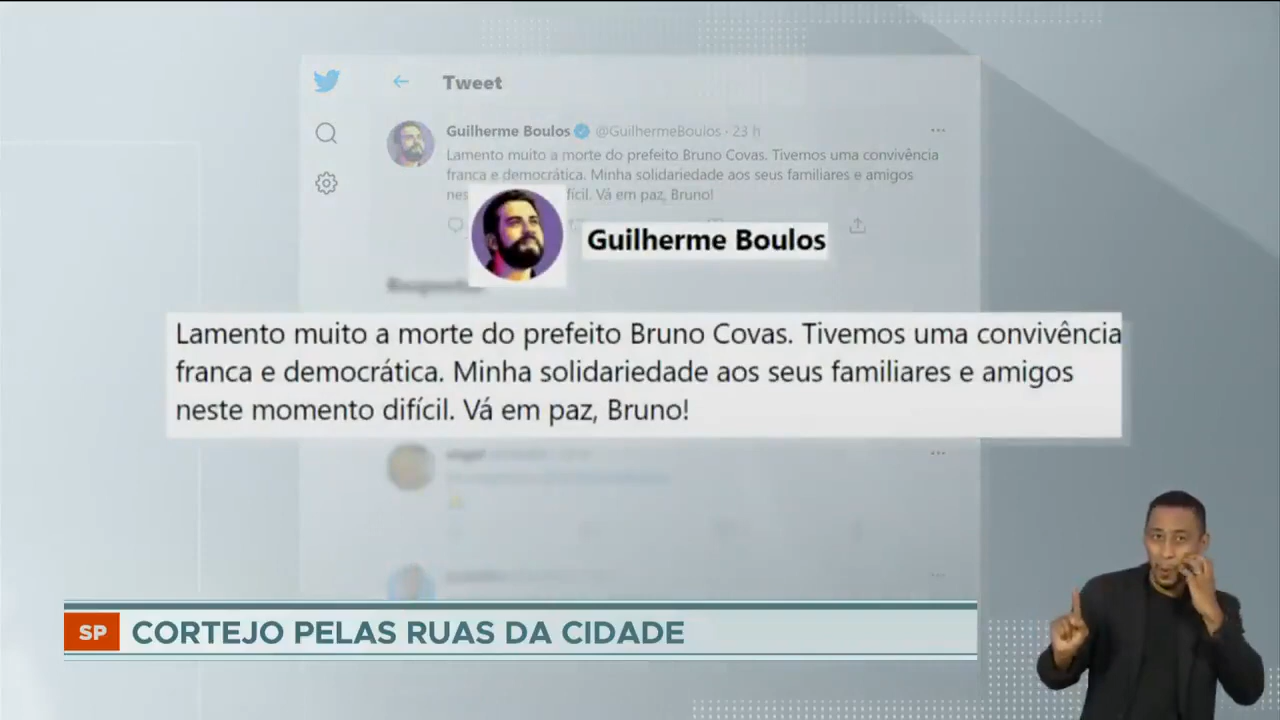 Tweet
Guilherme Boulos @GuilhermeBoulos · 23 h
Lamento muito a morte do prefeito Bruno Covas. Tivemos uma convivência
franca e democrática. Minha solidariedade aos seus familiares e amigos
fícil. Vá em paz, Bruno!
Guilherme Boulos
Lamento muito a morte do prefeito Bruno Covas. Tivemos uma convivência
franca e democrática. Minha solidariedade aos seus familiares e amigos
neste momento difícil. Vá em paz, Bruno!
SP CORTEJO PELAS RUAS DA CIDADE